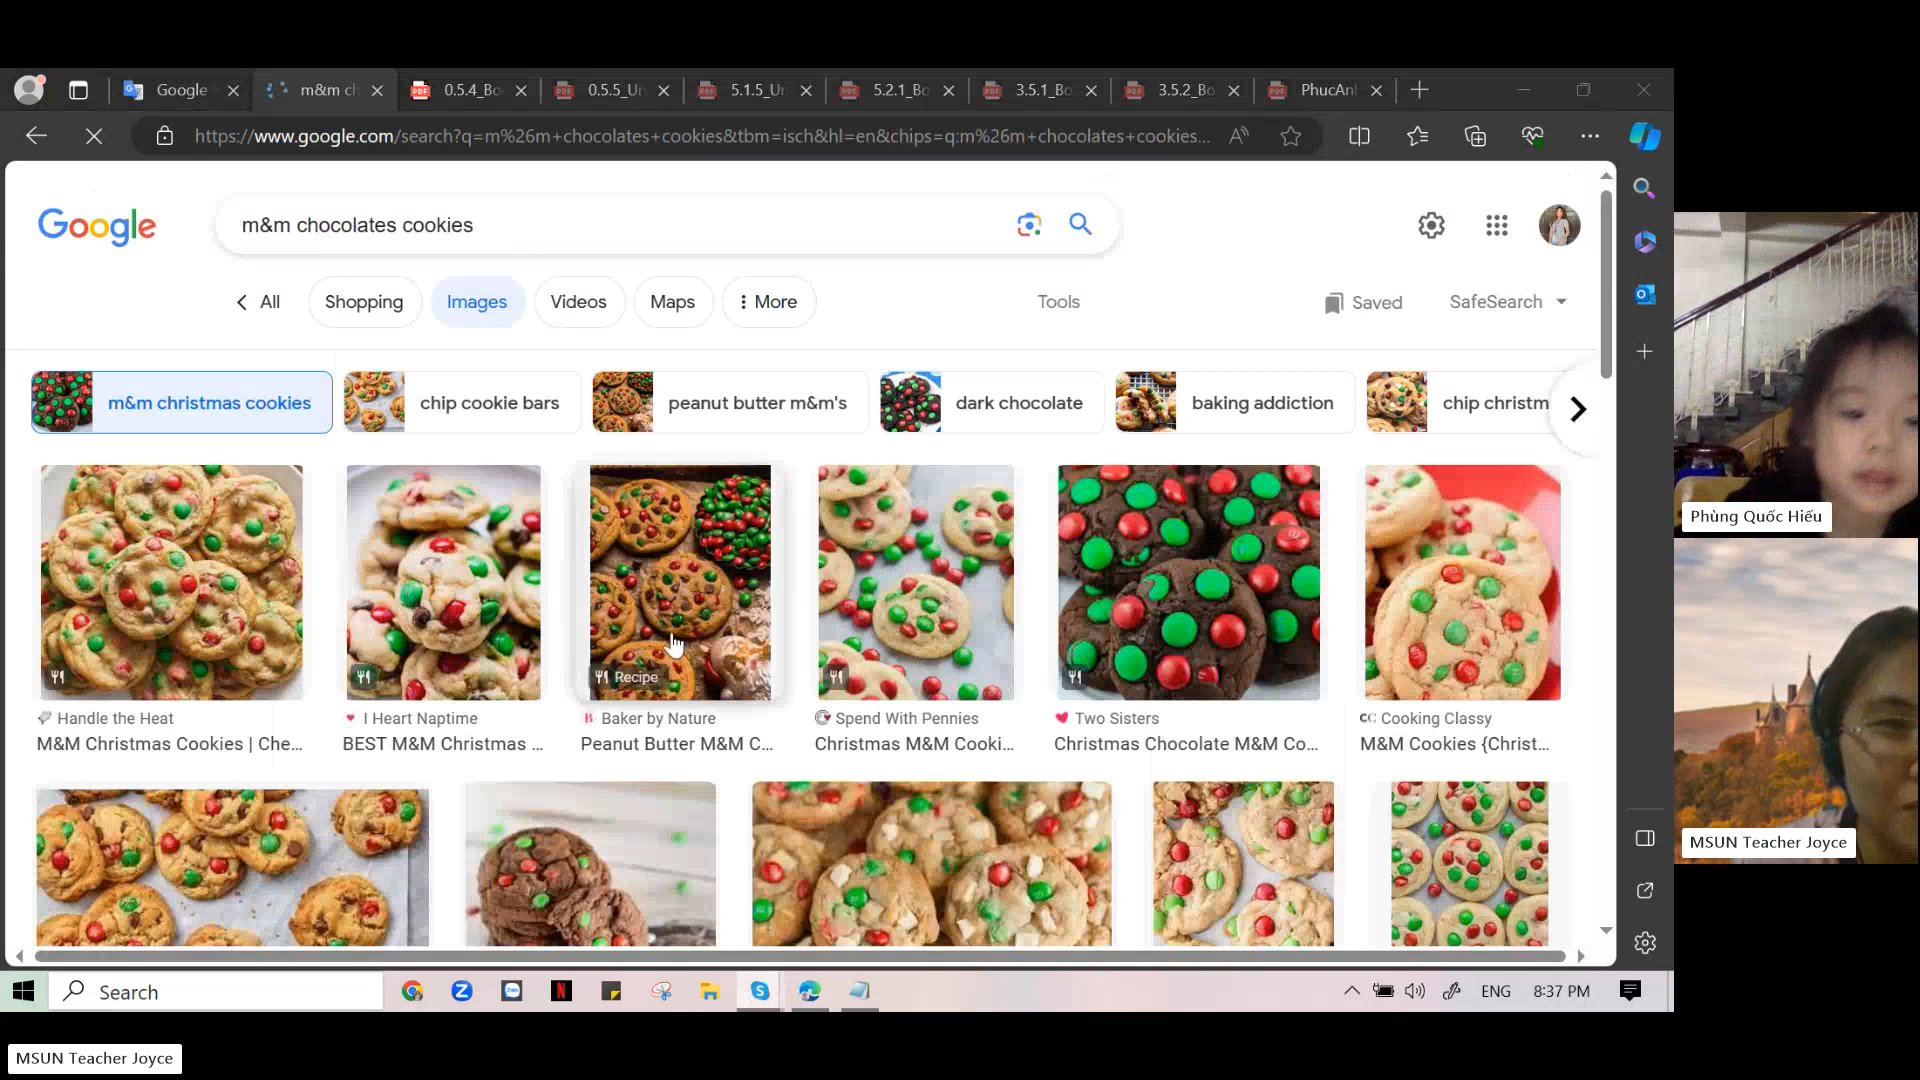 Google
m&m ch
0.5.4_Bo
0.5.5_Un
5.1.5_Un
5.2.1_Bo
3.5.1_Bo
3.5.2_Bo
PhucAnl
https://www.google.com/search?q=m%26m+chocolates+cookies&tbm=isch&hl=en&chips=q:m%26m+chocolates+cookies...
Google
m&m chocolates cookies
All
Shopping
Images
Videos
Maps
More
Tools
Saved
SafeSearch
m&m christmas cookies
chip cookie bars
peanut butter m&m's
dark chocolate
baking addiction
chip christm
Recipe
Handle the Heat
M&M Christmas Cookies | Che...
I Heart Naptime
BEST M&M Christmas ...
Baker by Nature
Peanut Butter M&M C...
Spend With Pennies
Christmas M&M Cooki...
Two Sisters
Christmas Chocolate M&M Co...
Cooking Classy
M&M Cookies {Christ...
Phùng Quốc Hiếu
MSUN Teacher Joyce
Search
ENG
8:37 PM
MSUN Teacher Joyce